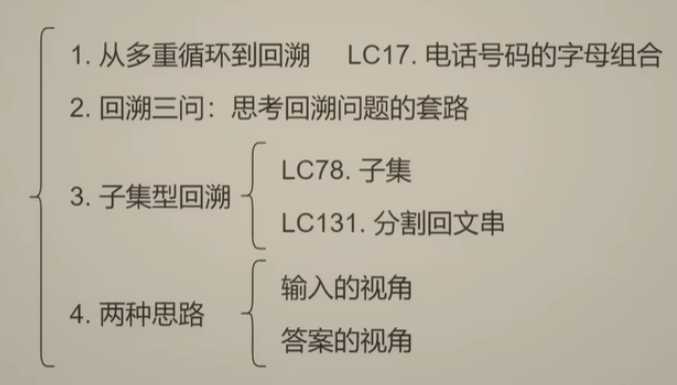 1. 从多重循环到回溯 LC17. 电话号码的字母组合
2. 回溯三问：思考回溯问题的套路
3. 子集型回溯
LC78. 子集
LC131. 分割回文串
4. 两种思路
输入的视角
答案的视角